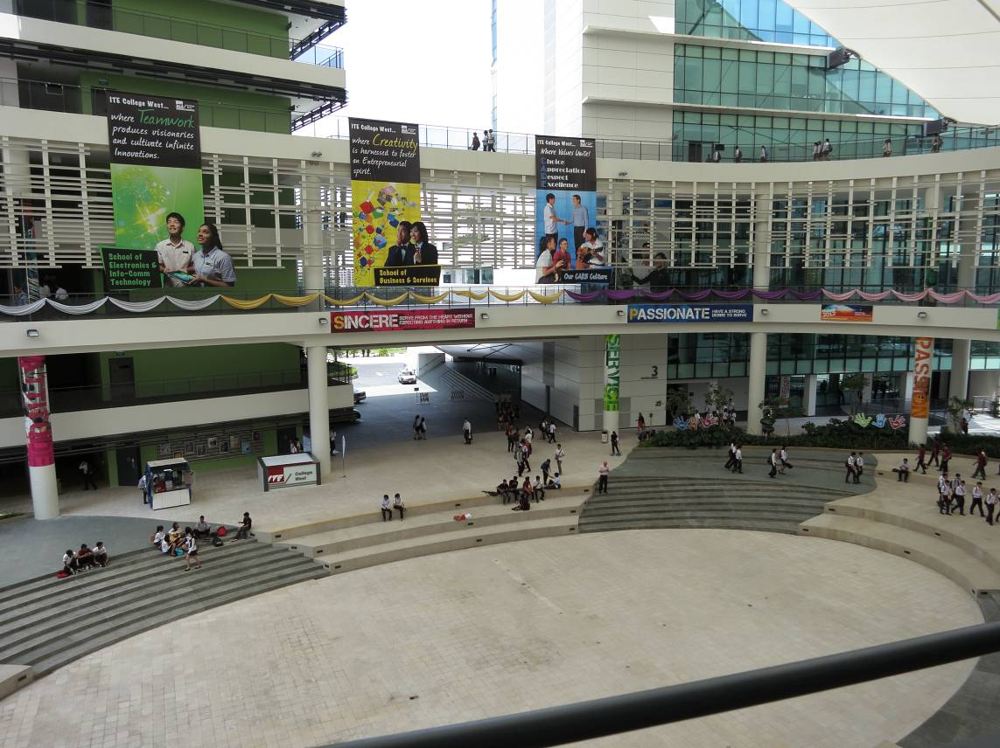 ITE College West...
where Teamwork
produces visionaries
and cultivate infinite
Innovations.
School of
Electronics &
Info-Comm
Technology
ITE College West...
where Creativity
is harnessed to foster
an Entrepreneurial
spirit.
School of
Business & Services
ITE College West...
Where Values Unite!
Choice
Appreciation
Respect
Excellence
Our CARE Culture
SINCERE
SERVE FROM THE HEART WITHOUT
EXPECTING ANYTHING IN RETURN
PASSIONATE
HAVE A STRONG
DESIRE TO SERVE
SERVICE
3
PASSION
ITE
College
West